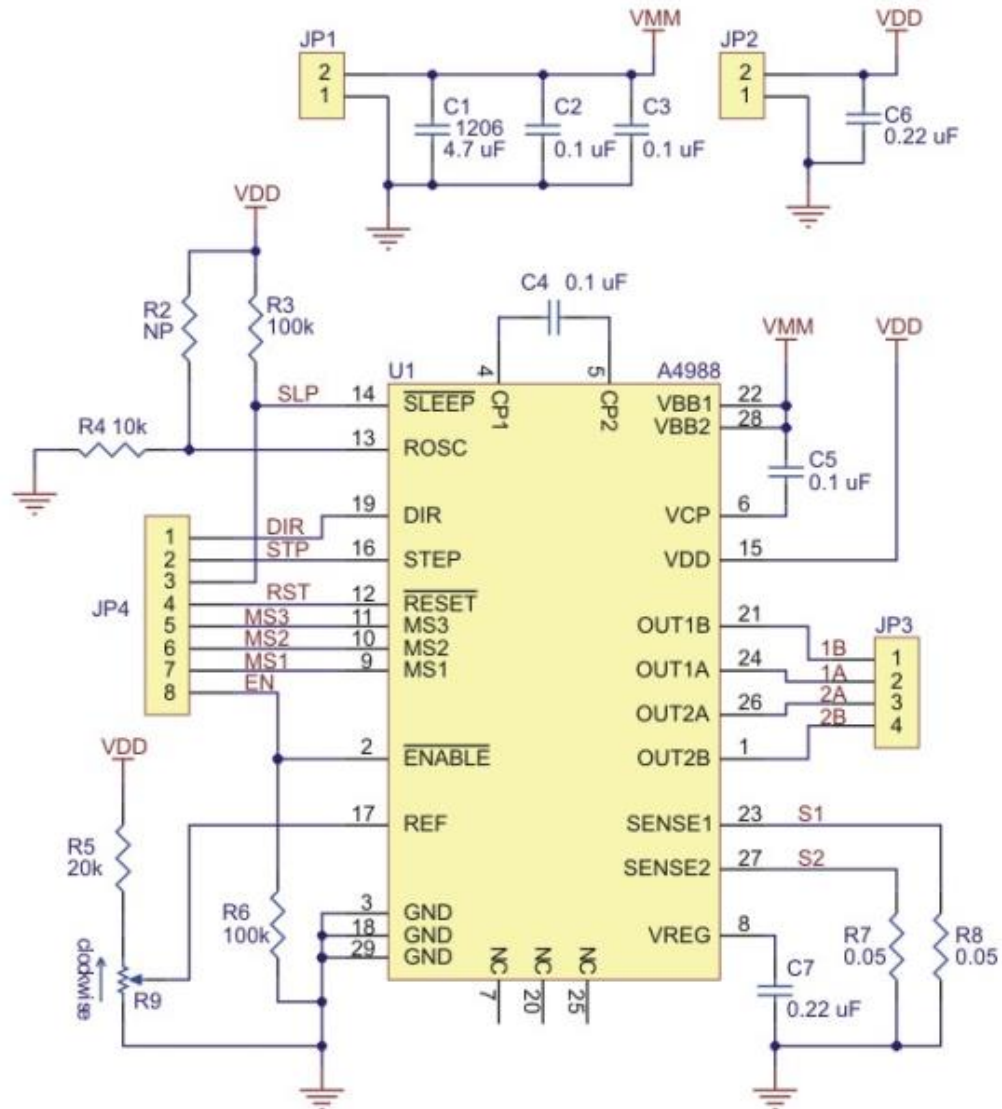 JP1
2
1
VMM
C1
1206
4.7 uF
C2
0.1 uF
C3
0.1 uF
JP2
2
1
VDD
C6
0.22 uF
VDD
R2
NP
R3
100k
C4 0.1 uF
VMM
VDD
U1
4
5
A4988
CP1
CP2
SLP 14 SLEEP
VBB1 22
VBB2 28
R4 10k
13 ROSC
C5
0.1 uF
VCP 6
VDD 15
JP4
1 DIR 19 DIR
2 STP 16 STEP
3
4 RST 12 RESET
5 MS3 11 MS3
6 MS2 10 MS2
7 MS1 9 MS1
8 EN
2 ENABLE
OUT1B 21
OUT1A 24
OUT2A 26
OUT2B 1
JP3
1B 1
1A 2
2A 3
2B 4
VDD
R5
20k
17 REF
SENSE1 23 S1
SENSE2 27 S2
R6
100k
3 GND
18 GND
29 GND
VREG 8
R7
0.05
R8
0.05
clockwise
R9
NC
7
NC
20
NC
25
C7
0.22 uF